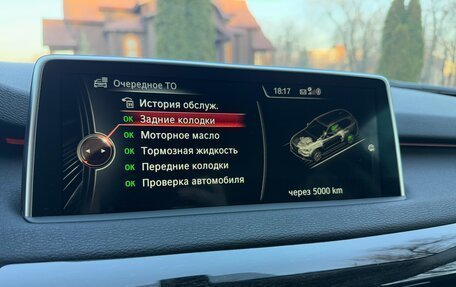 Очередное ТО
18:17
История обслуж.
OK Задние колодки
OK Моторное масло
OK Тормозная жидкость
OK Передние колодки
OK Проверка автомобиля
через 5000 km